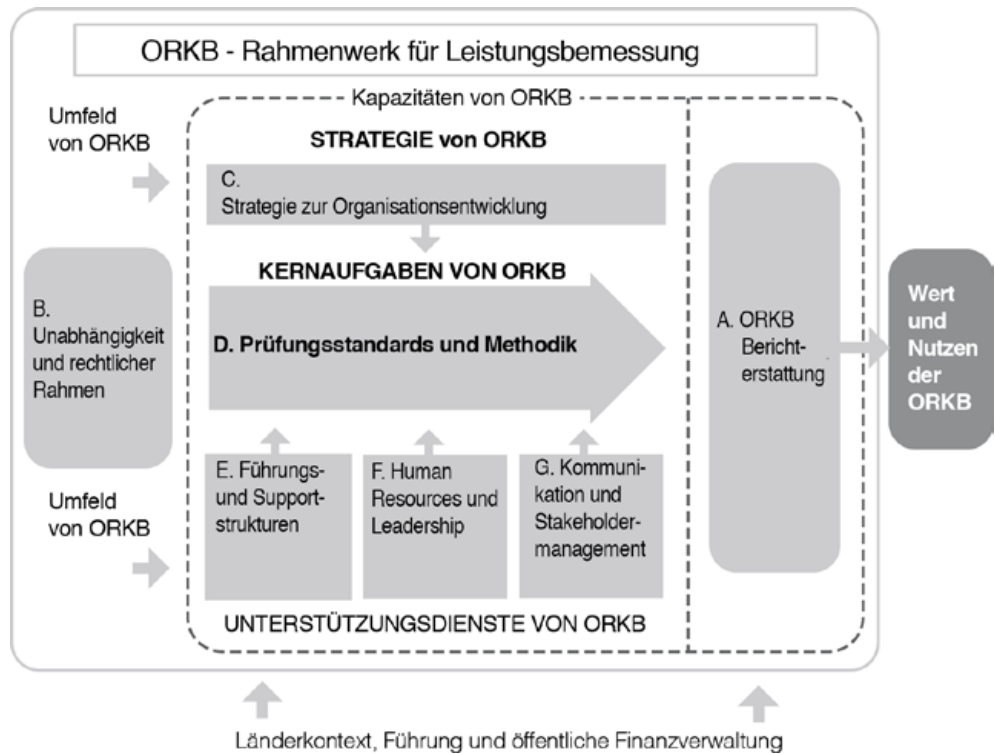 ORKB - Rahmenwerk für Leistungsbemessung
Kapazitäten von ORKB
Umfeld
von ORKB
STRATEGIE von ORKB
C.
Strategie zur Organisationsentwicklung
KERNAUFGABEN VON ORKB
B.
Unabhängigkeit
und rechtlicher
Rahmen
D. Prüfungsstandards und Methodik
A. ORKB
Bericht-
erstattung
Wert
und
Nutzen
der
ORKB
Umfeld
von ORKB
E. Führungs-
und Support-
strukturen
F. Human
Resources und
Leadership
G. Kommuni-
kation und
Stakeholder-
management
UNTERSTÜTZUNGSDIENSTE VON ORKB
Länderkontext, Führung und öffentliche Finanzverwaltung